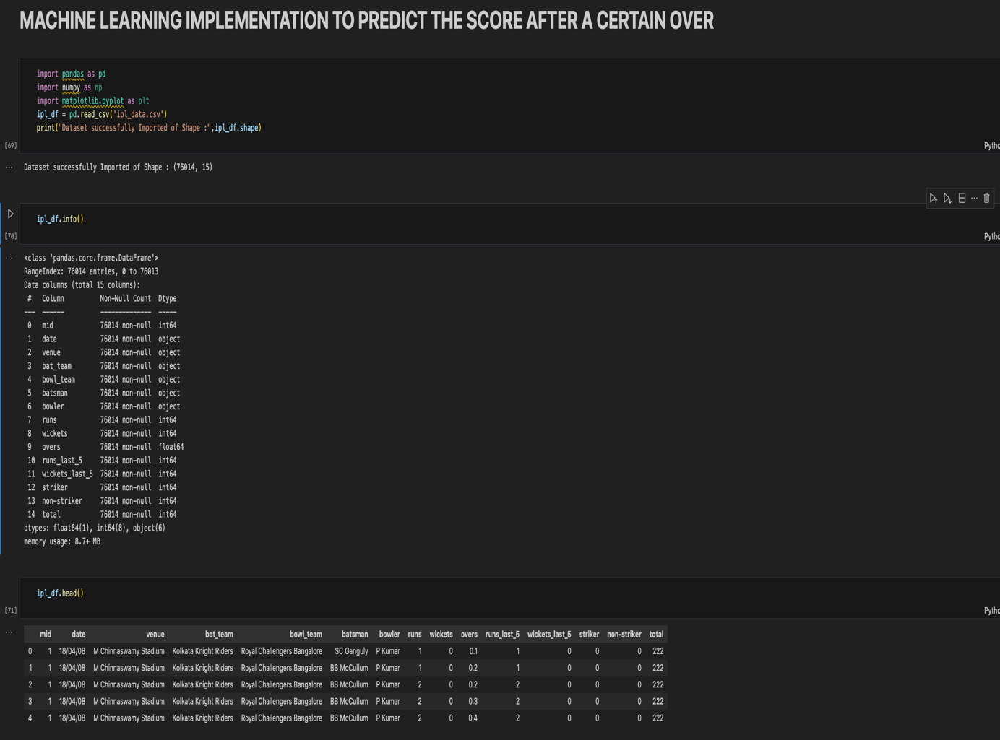 MACHINE LEARNING IMPLEMENTATION TO PREDICT THE SCORE AFTER A CERTAIN OVER
import pandas as pd
import numpy as np
import matplotlib.pyplot as plt
ipl_df = pd.read_csv('ipl_data.csv')
print("Dataset successfully Imported of Shape :",ipl_df.shape)
[69]
Pytho
Dataset successfully Imported of Shape : (76014, 15)
ipl_df.info()
[70]
Pytho
<class 'pandas.core.frame.DataFrame'>
RangeIndex: 76014 entries, 0 to 76013
Data columns (total 15 columns):
# Column Non-Null Count Dtype
--- ------ -------------- -----
0 mid 76014 non-null int64
1 date 76014 non-null object
2 venue 76014 non-null object
3 bat_team 76014 non-null object
4 bowl_team 76014 non-null object
5 batsman 76014 non-null object
6 bowler 76014 non-null object
7 runs 76014 non-null int64
8 wickets 76014 non-null int64
9 overs 76014 non-null float64
10 runs_last_5 76014 non-null int64
11 wickets_last_5 76014 non-null int64
12 striker 76014 non-null int64
13 non-striker 76014 non-null int64
14 total 76014 non-null int64
dtypes: float64(1), int64(8), object(6)
memory usage: 8.7+ MB
ipl_df.head()
[71]
Pytho
mid date venue bat_team bowl_team batsman bowler runs wickets overs runs_last_5 wickets_last_5 striker non-striker total
0 1 18/04/08 M Chinnaswamy Stadium Kolkata Knight Riders Royal Challengers Bangalore SC Ganguly P Kumar 1 0 0.1 1 0 0 0 222
1 1 18/04/08 M Chinnaswamy Stadium Kolkata Knight Riders Royal Challengers Bangalore BB McCullum P Kumar 1 0 0.2 1 0 0 0 222
2 1 18/04/08 M Chinnaswamy Stadium Kolkata Knight Riders Royal Challengers Bangalore BB McCullum P Kumar 2 0 0.2 2 0 0 0 222
3 1 18/04/08 M Chinnaswamy Stadium Kolkata Knight Riders Royal Challengers Bangalore BB McCullum P Kumar 2 0 0.3 2 0 0 0 222
4 1 18/04/08 M Chinnaswamy Stadium Kolkata Knight Riders Royal Challengers Bangalore BB McCullum P Kumar 2 0 0.4 2 0 0 0 222